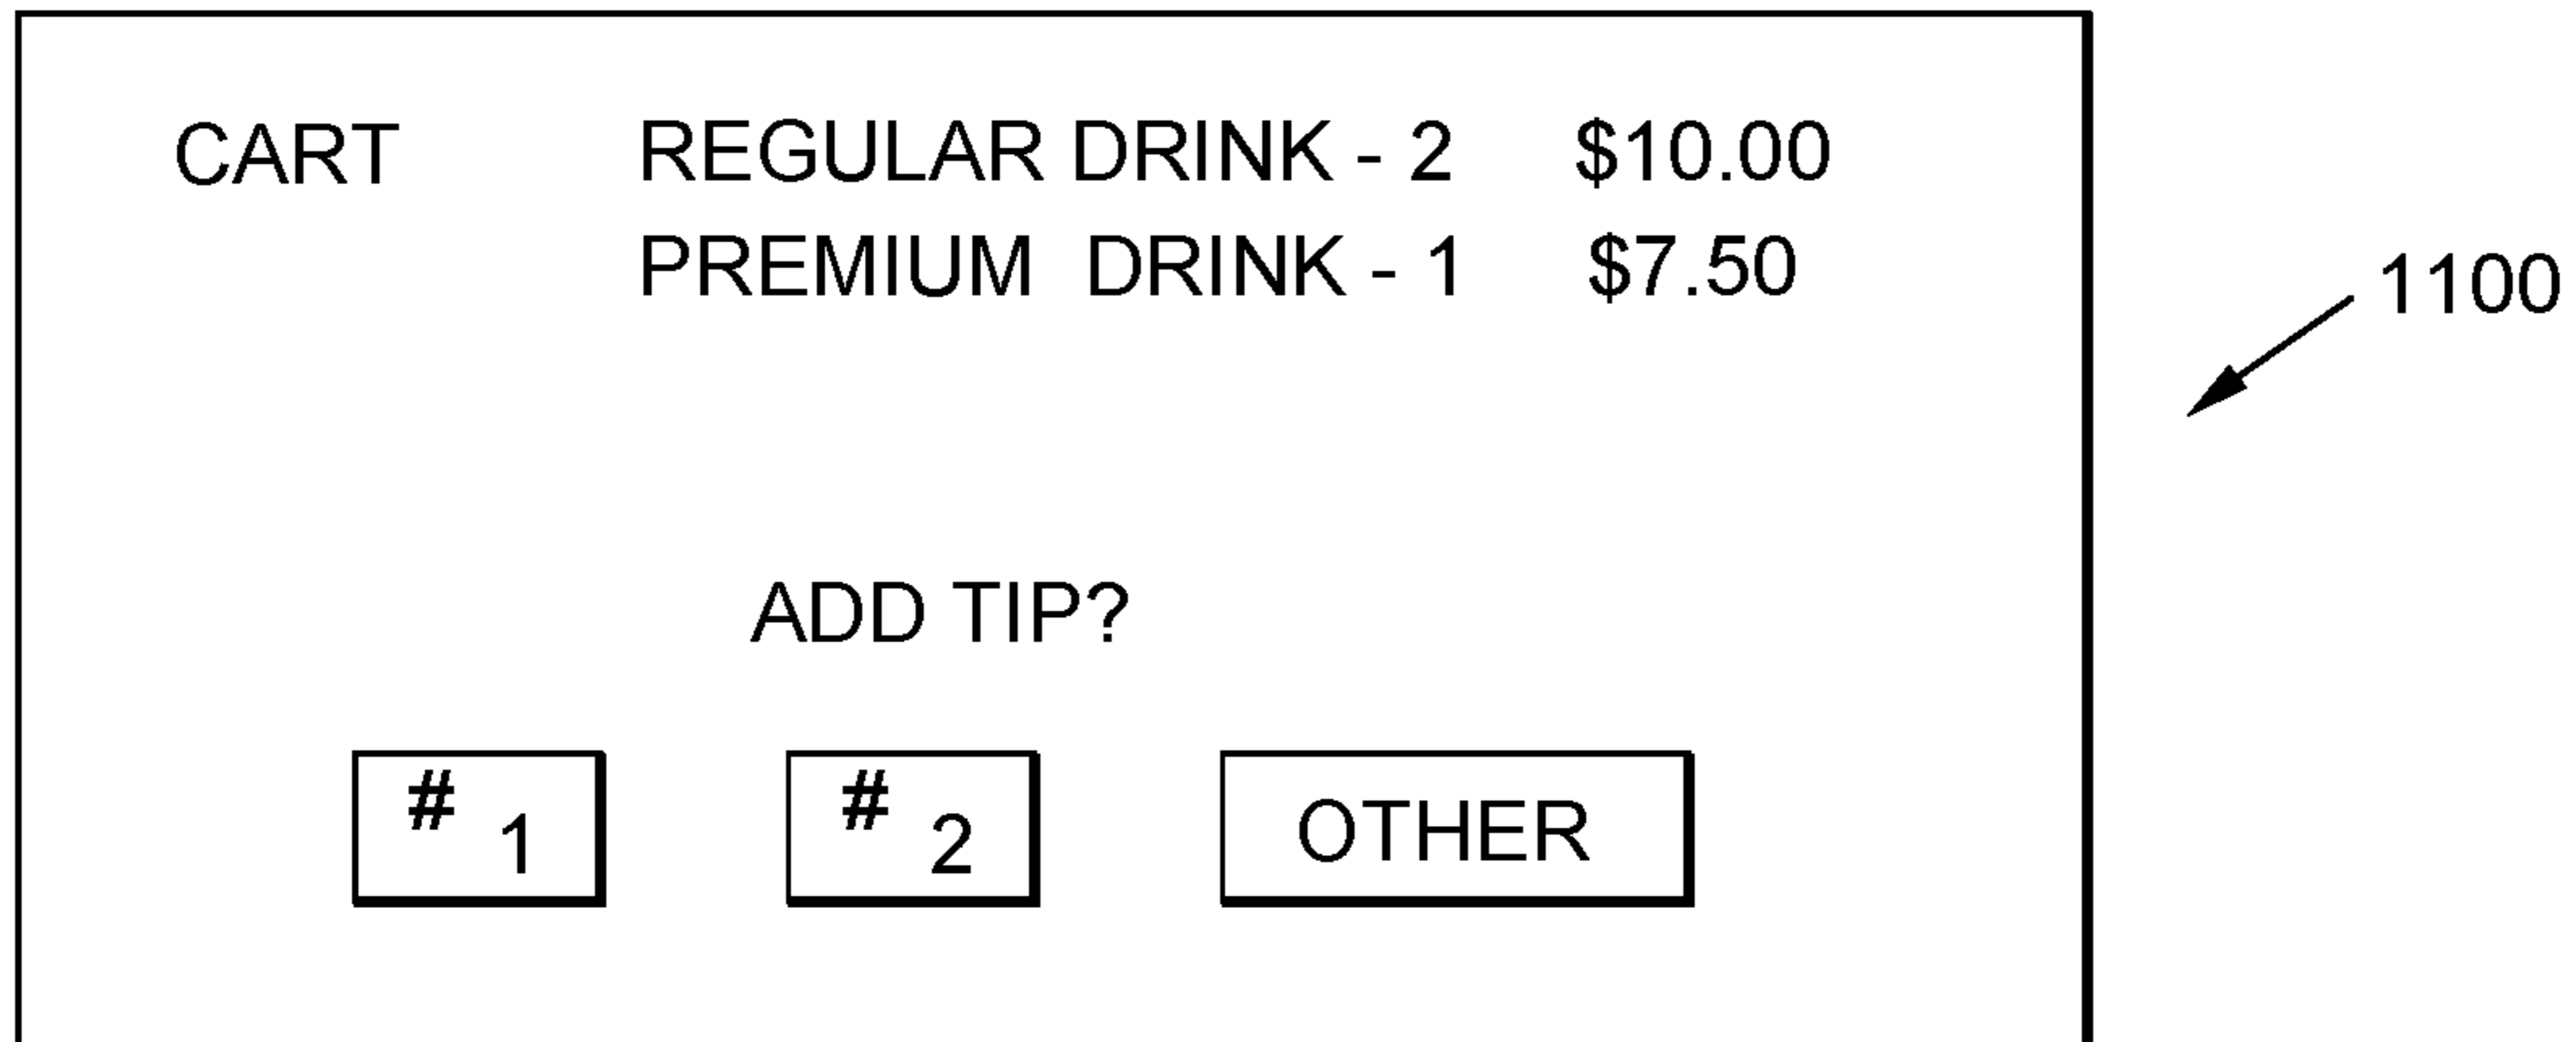 CART REGULAR DRINK - 2 $10.00
PREMIUM DRINK - 1 $7.50
1100
ADD TIP?
# 1 # 2 OTHER